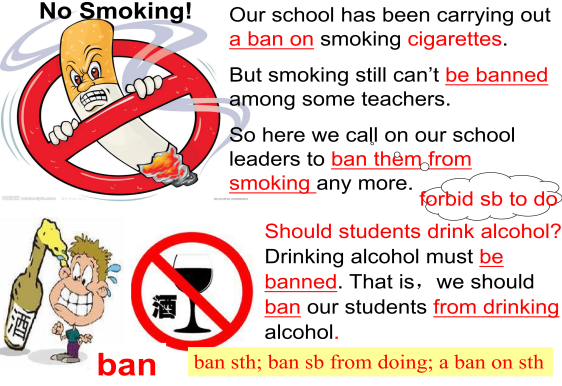 No Smoking!
Our school has been carrying out
a ban on smoking cigarettes.
But smoking still can't be banned
among some teachers.
So here we call on our school
leaders to ban them from
smoking any more.
forbid sb to do
Should students drink alcohol?
Drinking alcohol must be
banned. That is，we should
ban our students from drinking
alcohol.
酒
酒
ban
ban sth; ban sb from doing; a ban on sth